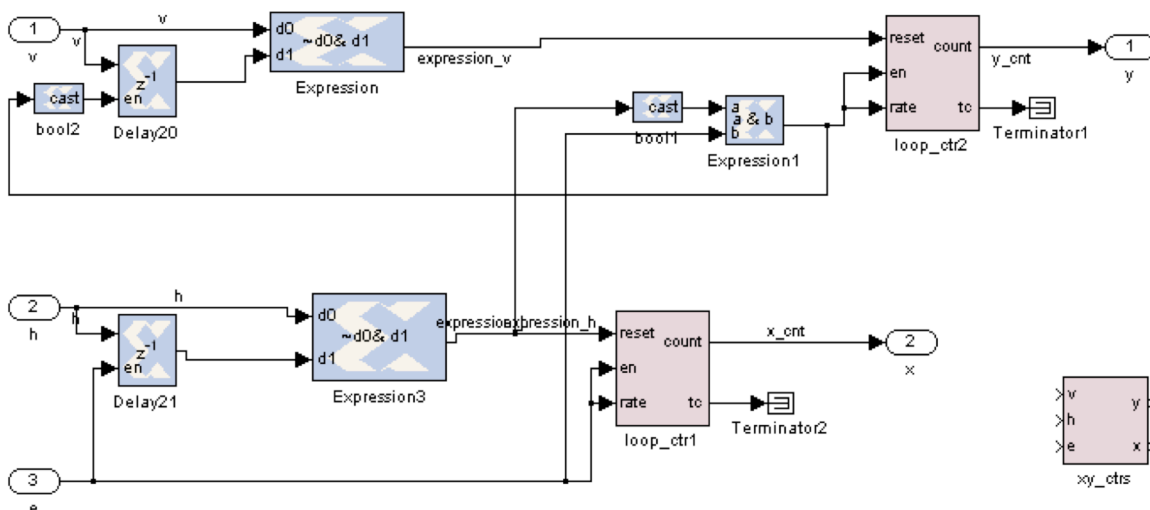 1
v
v
v
cast
bool2
z-1
en
Delay20
d0
d1
~d0& d1
Expression
expression_v
cast
bool1
a
b
a & b
Expression1
reset
en
rate
count
tc
loop_ctr2
y_cnt
1
y
Terminator1
2
h
h
h
z-1
en
Delay21
d0
d1
~d0& d1
Expression3
expression_h
reset
en
rate
count
tc
loop_ctr1
x_cnt
2
x
Terminator2
3
e
v
h
e
y
x
xy_ctrs